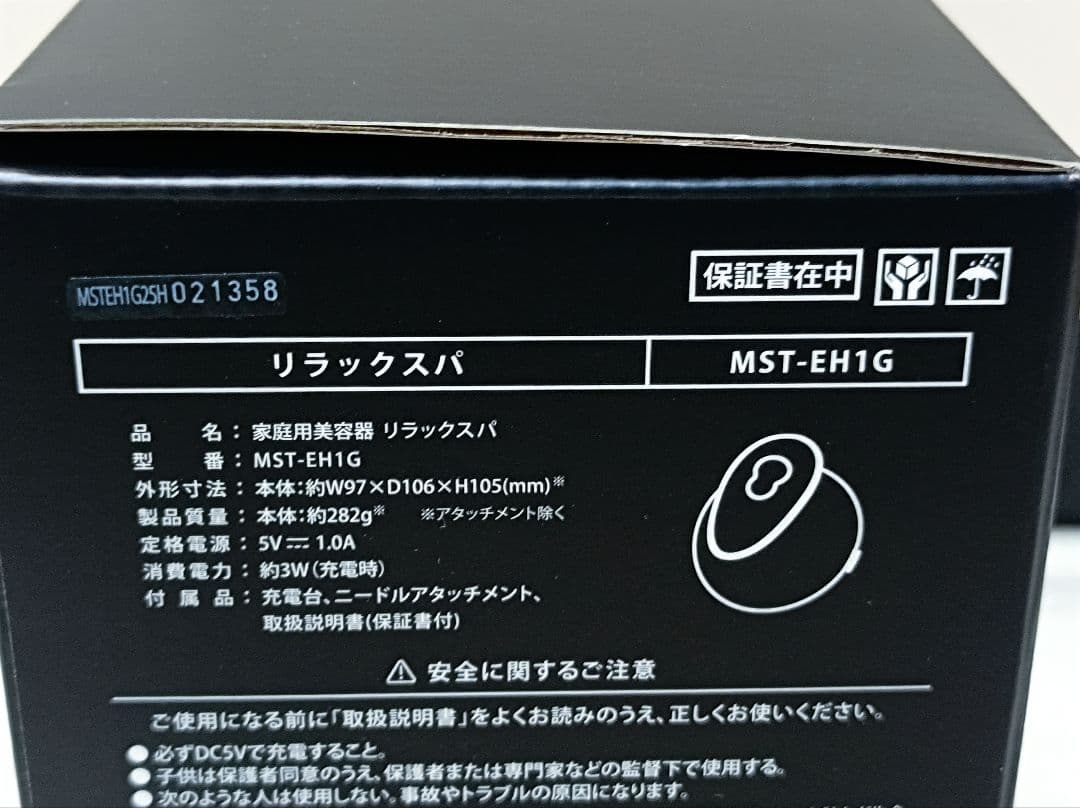 保証書在中
MSTEH1G25H021358
リラックスパ MST-EH1G
品 名：家庭用美容器 リラックスパ
型 番：MST-EH1G
外形寸法：本体:約W97×D106×H105(mm)※
製品質量：本体:約282g※ ※アタッチメント除く
定格電源：5V⎓1.0A
消費電力：約3W(充電時)
付属品：充電台、ニードルアタッチメント、
取扱説明書(保証書付)
⚠ 安全に関するご注意
ご使用になる前に「取扱説明書」をよくお読みのうえ、正しくお使いください。
●必ずDC5Vで充電すること。
●子供は保護者同意のうえ、保護者または専門家などの監督下で使用する。
●次のような人は使用しない。事故やトラブルの原因になります。